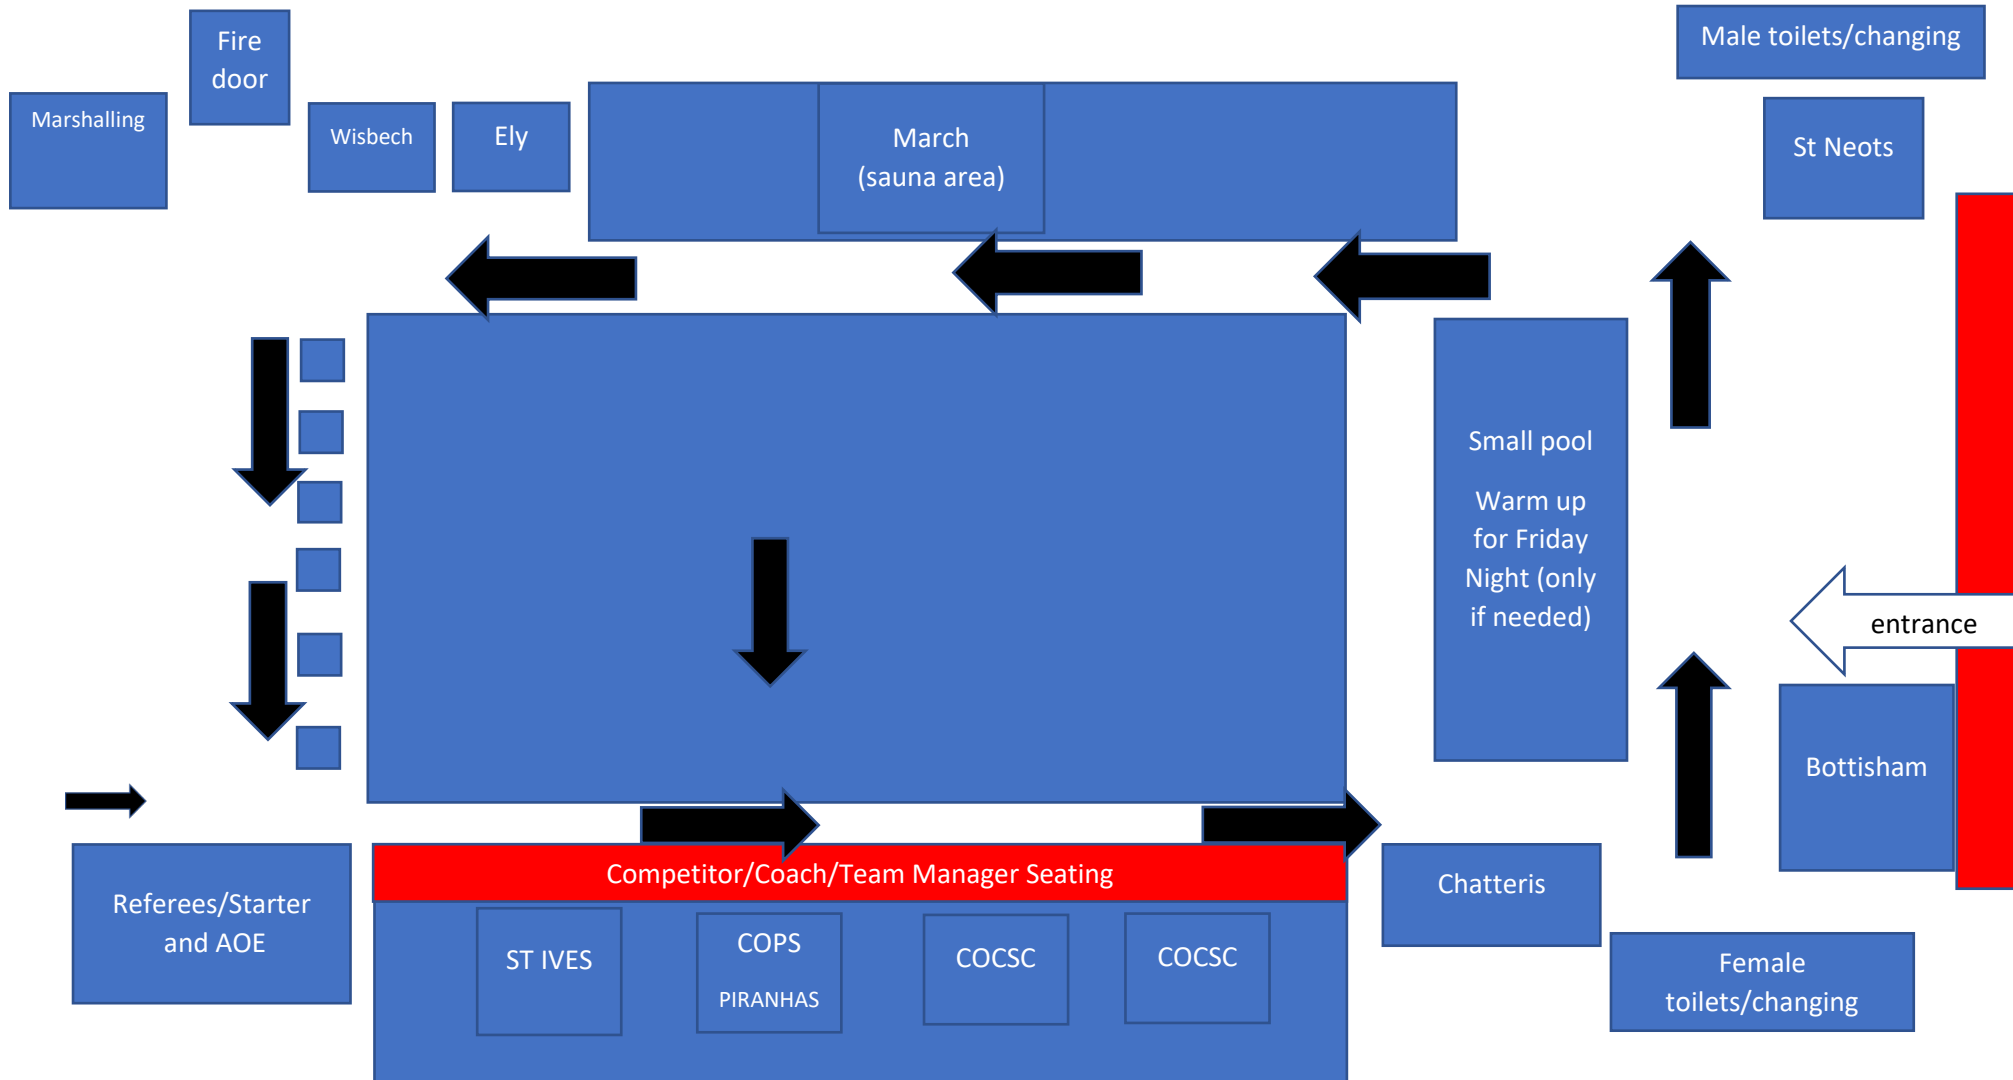 Fire
door
Male toilets/changing
Marshalling
Wisbech
Ely
March
(sauna area)
St Neots
Small pool
Warm up
for Friday
Night (only
if needed)
entrance
Bottisham
Competitor/Coach/Team Manager Seating
Referees/Starter
and AOE
ST IVES
COPS
PIRANHAS
COCSC
COCSC
Chatteris
Female
toilets/changing